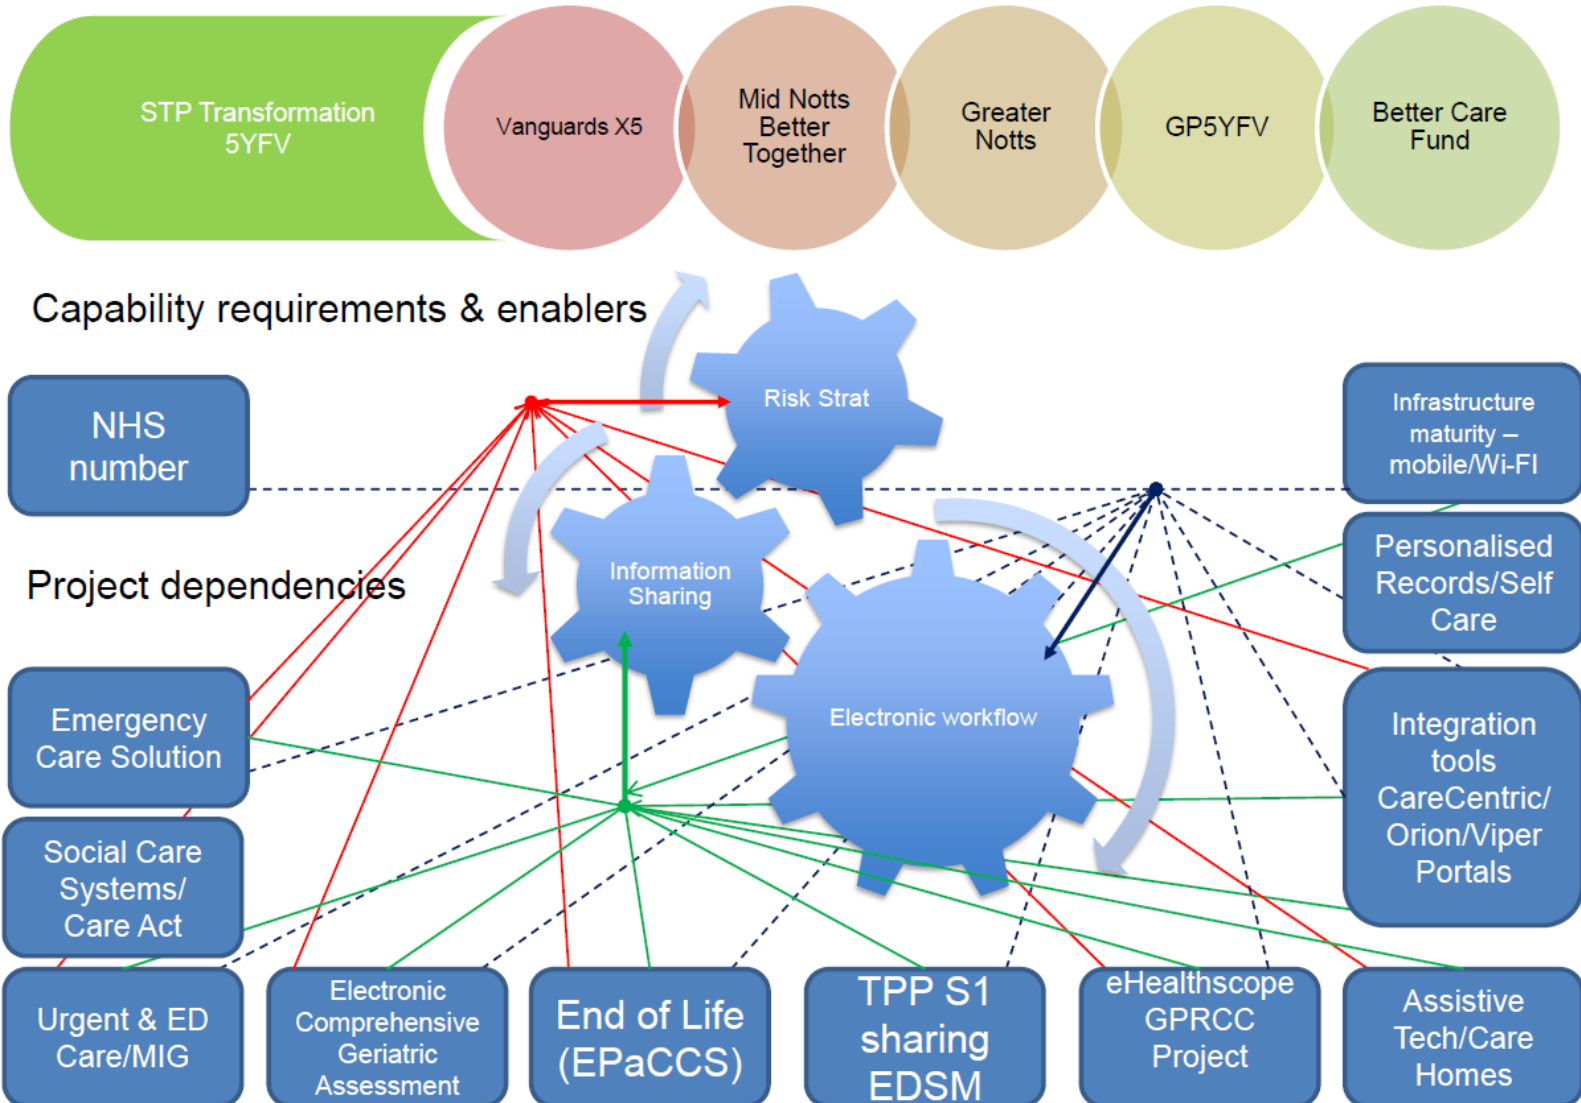 STP Transformation
5YFV
Vanguards X5
Mid Notts
Better
Together
Greater
Notts
GP5YFV
Better Care
Fund
Capability requirements & enablers
Risk Strat
NHS
number
Infrastructure
maturity –
mobile/Wi-FI
Information
Sharing
Personalised
Records/Self
Care
Project dependencies
Emergency
Care Solution
Electronic workflow
Integration
tools
CareCentric/
Orion/Viper
Portals
Social Care
Systems/
Care Act
Urgent & ED
Care/MIG
Electronic
Comprehensive
Geriatric
Assessment
End of Life
(EPaCCS)
TPP S1
sharing
EDSM
eHealthscope
GPRCC
Project
Assistive
Tech/Care
Homes